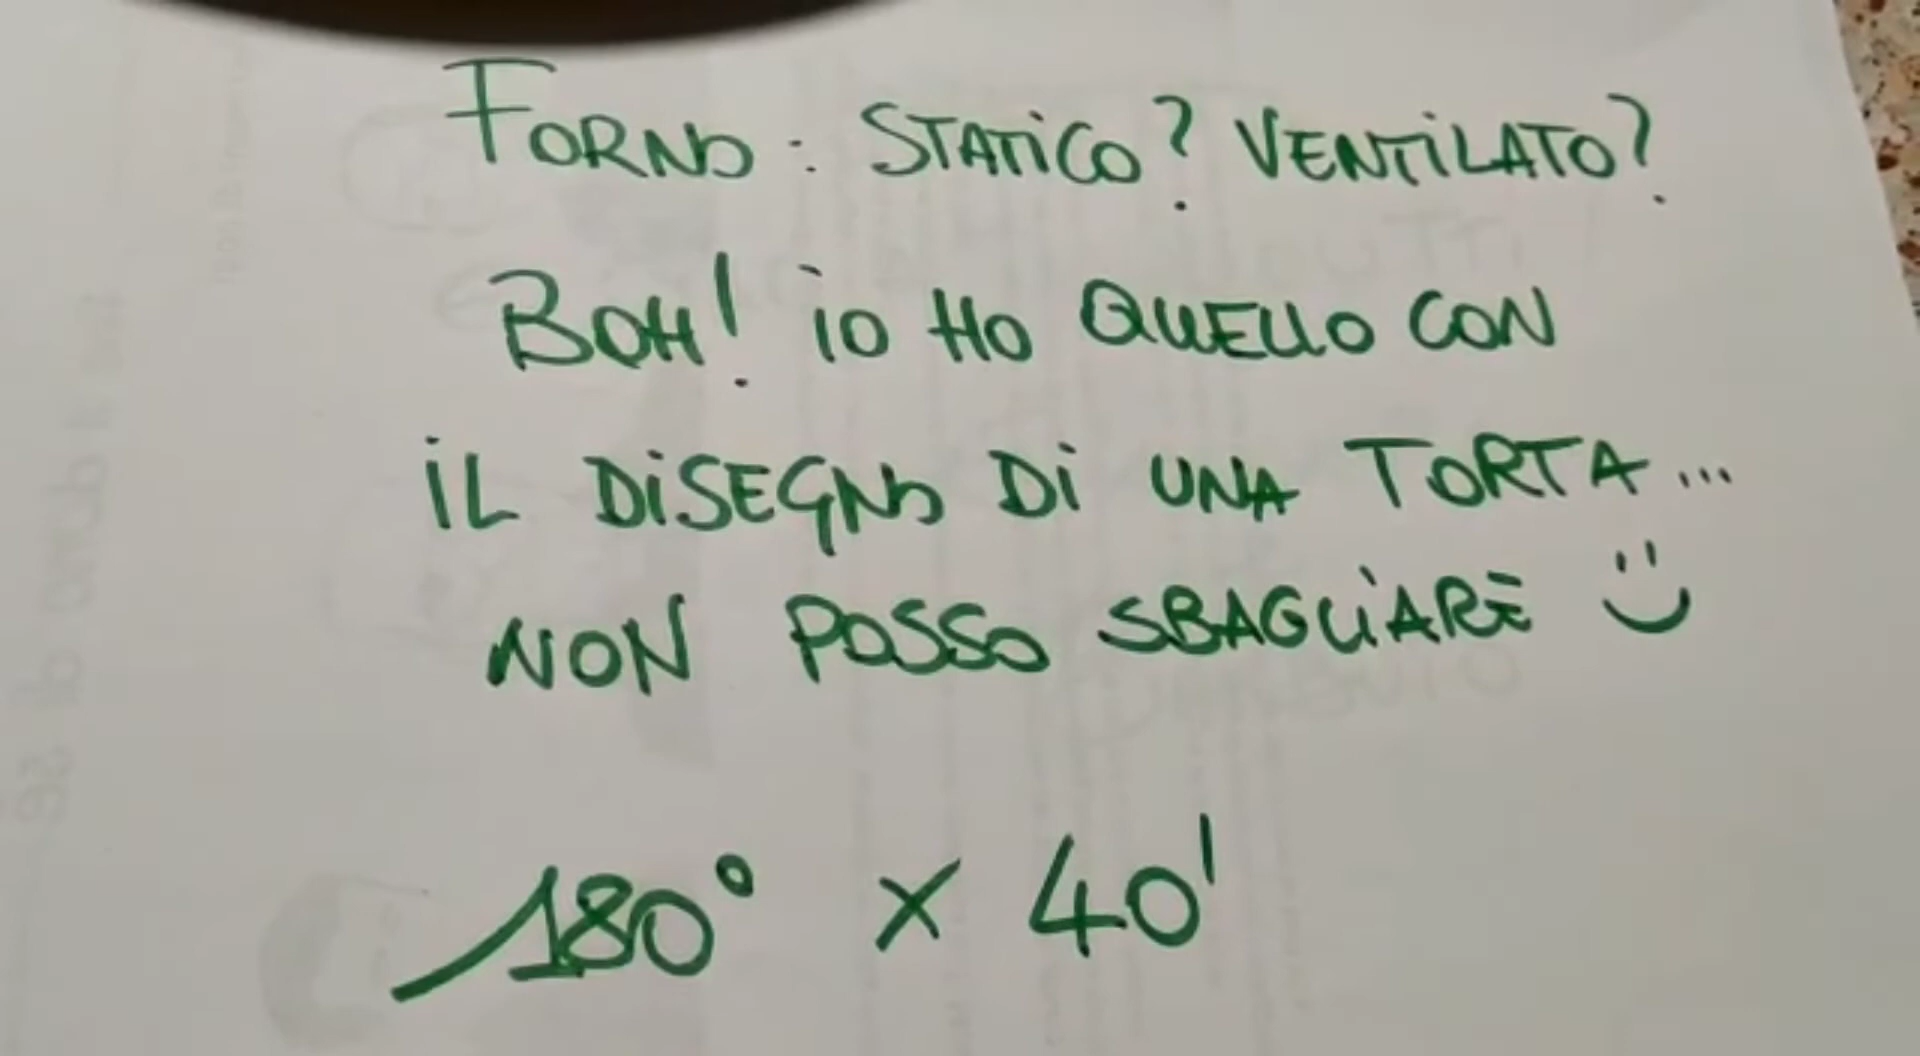 FORNO: STATiCO? VENTiLATO?
BOH! iO HO QUELLO CON
iL DiSEGNO Di UNA TORTA...
NON POSSO SBAGLiARE :)
180° x 40'